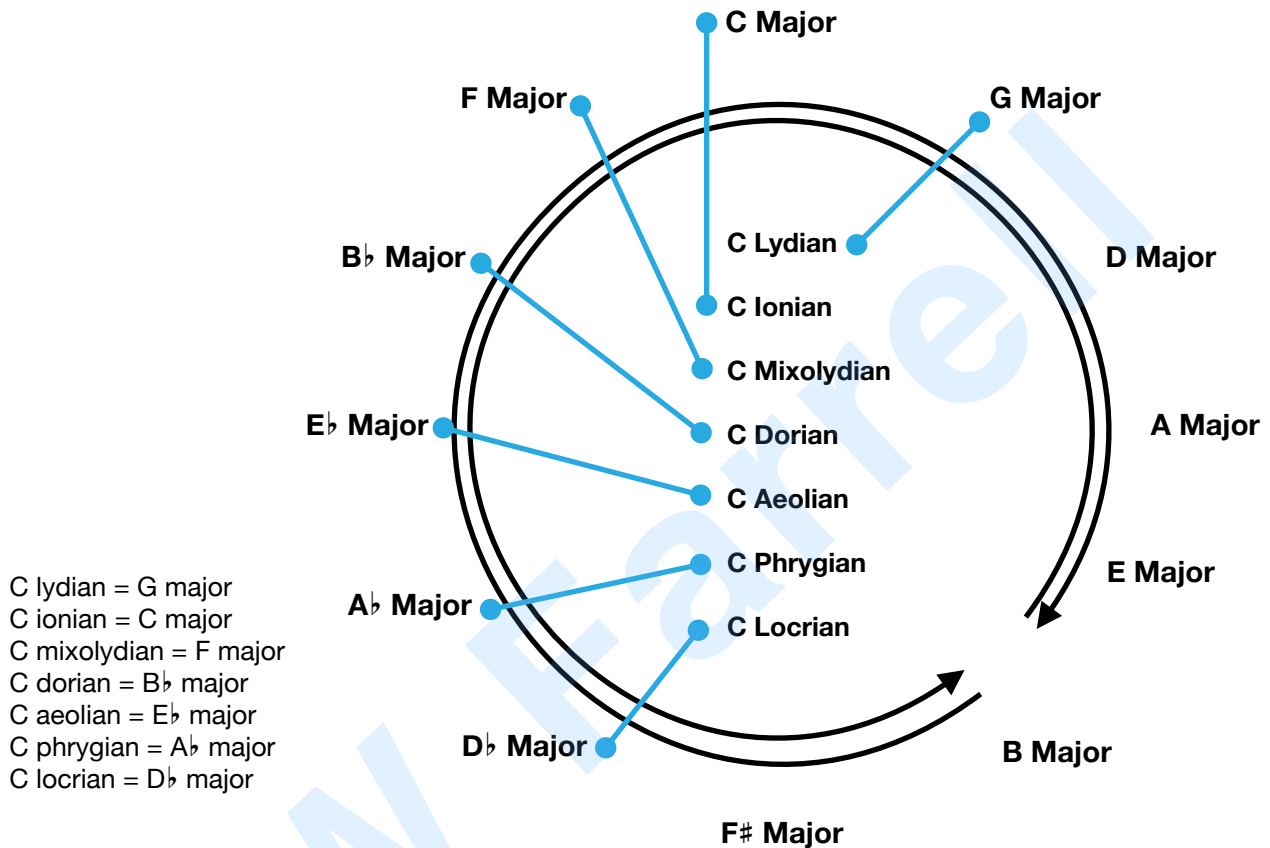 C Major
F Major
G Major
C Lydian
B♭ Major
D Major
C Ionian
C Mixolydian
E♭ Major
C Dorian
A Major
C Aeolian
C Phrygian
E Major
A♭ Major
C Locrian
C lydian = G major
C ionian = C major
C mixolydian = F major
C dorian = B♭ major
C aeolian = E♭ major
C phrygian = A♭ major
C locrian = D♭ major
D♭ Major
B Major
F♯ Major
w Farrell